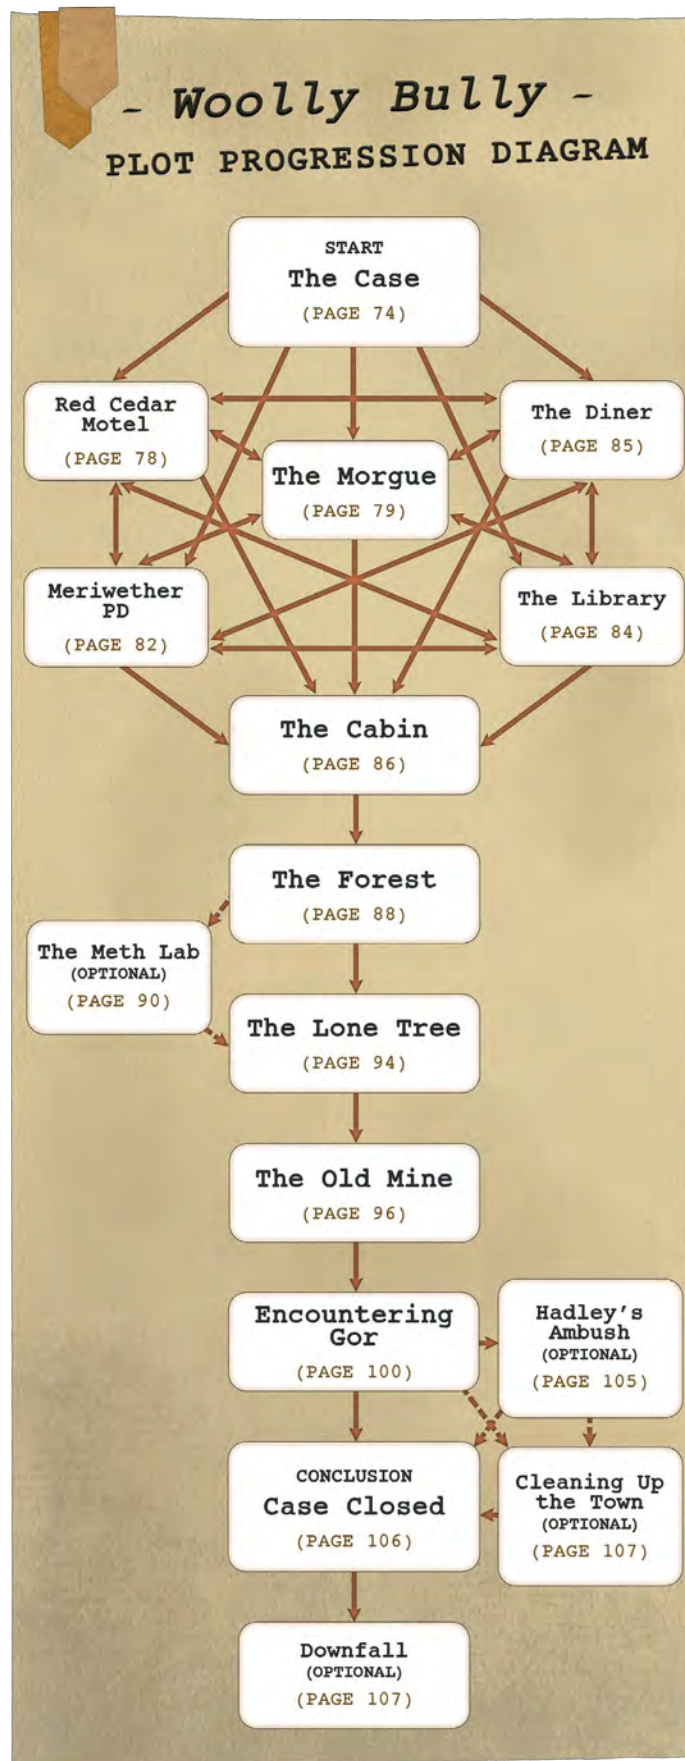 - Woolly Bully -
PLOT PROGRESSION DIAGRAM
START
The Case
(PAGE 74)
Red Cedar
Motel
(PAGE 78)
The Diner
(PAGE 85)
The Morgue
(PAGE 79)
Meriwether
PD
(PAGE 82)
The Library
(PAGE 84)
The Cabin
(PAGE 86)
The Forest
(PAGE 88)
The Meth Lab
(OPTIONAL)
(PAGE 90)
The Lone Tree
(PAGE 94)
The Old Mine
(PAGE 96)
Encountering
Gor
(PAGE 100)
Hadley's
Ambush
(OPTIONAL)
(PAGE 105)
CONCLUSION
Case Closed
(PAGE 106)
Cleaning Up
the Town
(OPTIONAL)
(PAGE 107)
Downfall
(OPTIONAL)
(PAGE 107)